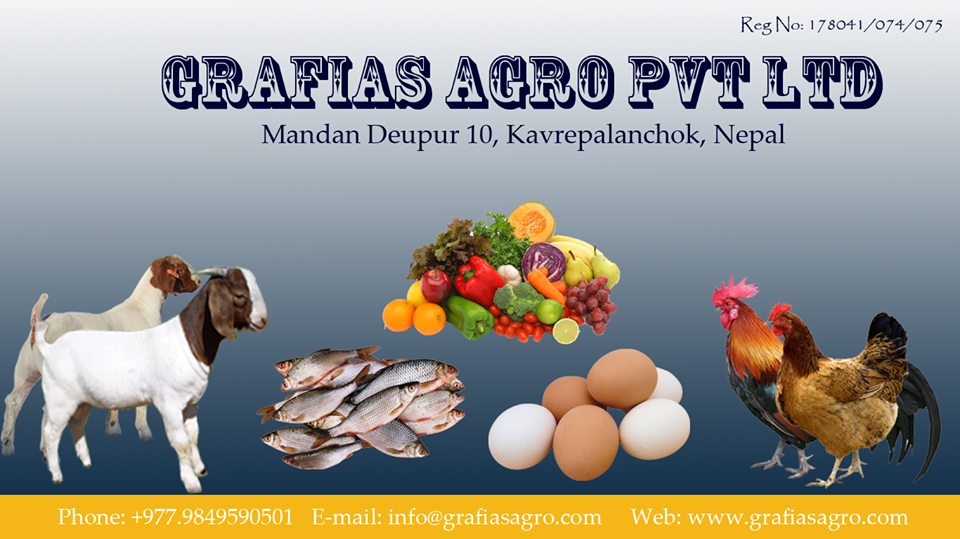 Reg No: 178041/074/075
GRAFIAS AGRO PVT LTD
Mandan Deupur 10, Kavrepalanchok, Nepal
Phone: +977.9849590501 E-mail: info@grafiasagro.com Web: www.grafiasagro.com